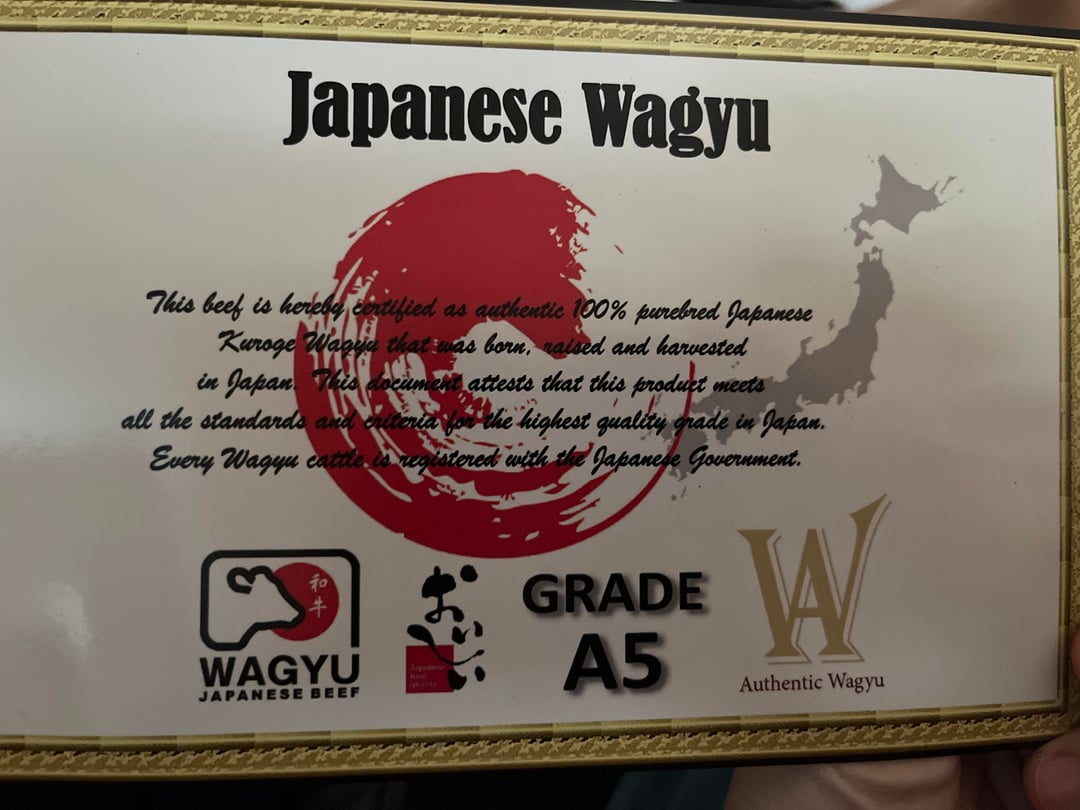 Japanese Wagyu
This beef is hereby certified as authentic 100% purebred Japanese
Kuroge Wagyu that was born, raised and harvested
in Japan. This document attests that this product meets
all the standards and criteria for the highest quality grade in Japan.
Every Wagyu cattle is registered with the Japanese Government.
和牛
WAGYU
JAPANESE BEEF
おいしい
Japanese
food
GRADE
A5
WA
Authentic Wagyu